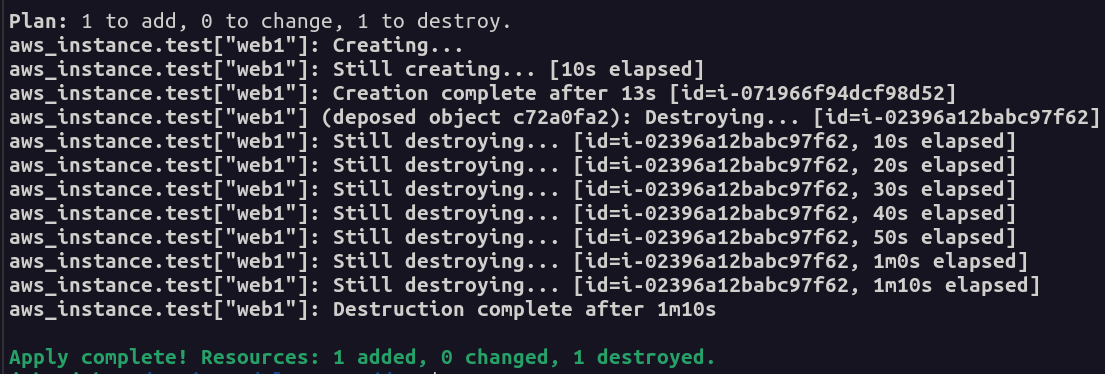 Plan: 1 to add, 0 to change, 1 to destroy.
aws_instance.test["web1"]: Creating...
aws_instance.test["web1"]: Still creating... [10s elapsed]
aws_instance.test["web1"]: Creation complete after 13s [id=i-071966f94dcf98d52]
aws_instance.test["web1"] (deposed object c72a0fa2): Destroying... [id=i-02396a12babc97f62]
aws_instance.test["web1"]: Still destroying... [id=i-02396a12babc97f62, 10s elapsed]
aws_instance.test["web1"]: Still destroying... [id=i-02396a12babc97f62, 20s elapsed]
aws_instance.test["web1"]: Still destroying... [id=i-02396a12babc97f62, 30s elapsed]
aws_instance.test["web1"]: Still destroying... [id=i-02396a12babc97f62, 40s elapsed]
aws_instance.test["web1"]: Still destroying... [id=i-02396a12babc97f62, 50s elapsed]
aws_instance.test["web1"]: Still destroying... [id=i-02396a12babc97f62, 1m0s elapsed]
aws_instance.test["web1"]: Still destroying... [id=i-02396a12babc97f62, 1m10s elapsed]
aws_instance.test["web1"]: Destruction complete after 1m10s
Apply complete! Resources: 1 added, 0 changed, 1 destroyed.